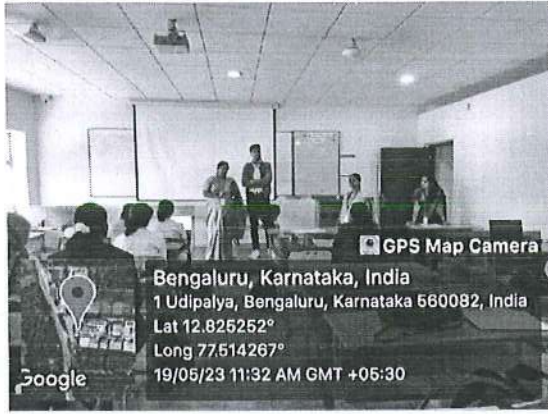 GPS Map Camera
Bengaluru, Karnataka, India
1 Udipalya, Bengaluru, Karnataka 560082, India
Lat 12.825252°
Long 77.514267°
19/05/23 11:32 AM GMT +05:30
Google